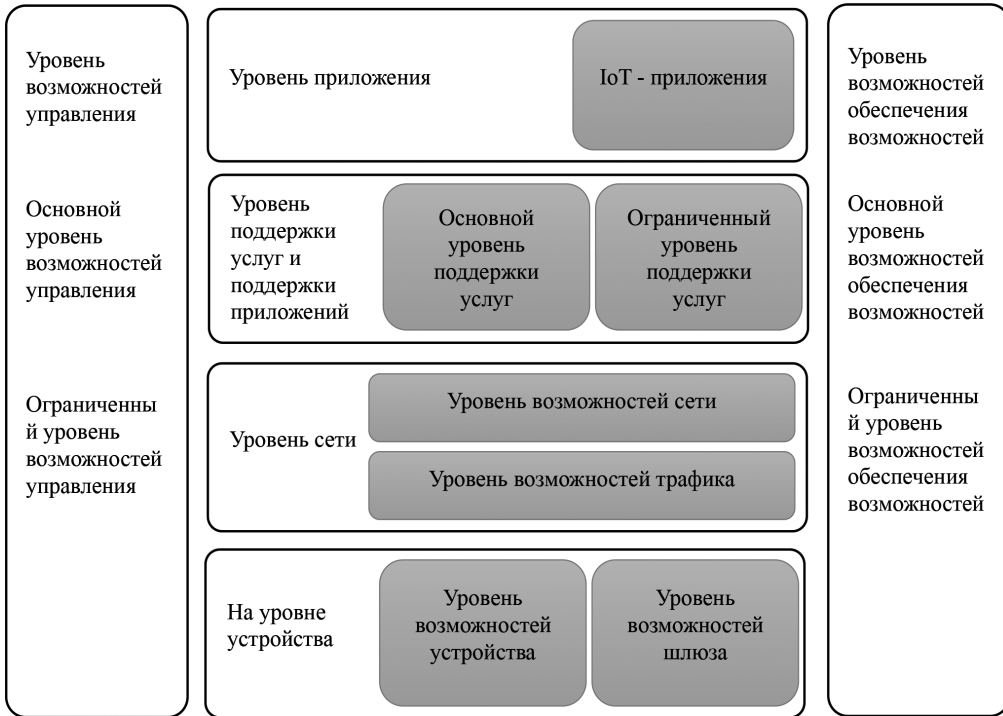 Уровень
возможностей
управления
Основной
уровень
возможностей
управления
Ограниченны
й уровень
возможностей
управления
Уровень приложения
IoT - приложения
Уровень
поддержки
услуг и
поддержки
приложений
Основной
уровень
поддержки
услуг
Ограниченный
уровень
поддержки
услуг
Уровень сети
Уровень возможностей сети
Уровень возможностей трафика
На уровне
устройства
Уровень
возможностей
устройства
Уровень
возможностей
шлюза
Уровень
возможностей
обеспечения
возможностей
Основной
уровень
возможностей
обеспечения
возможностей
Ограниченны
й уровень
возможностей
обеспечения
возможностей